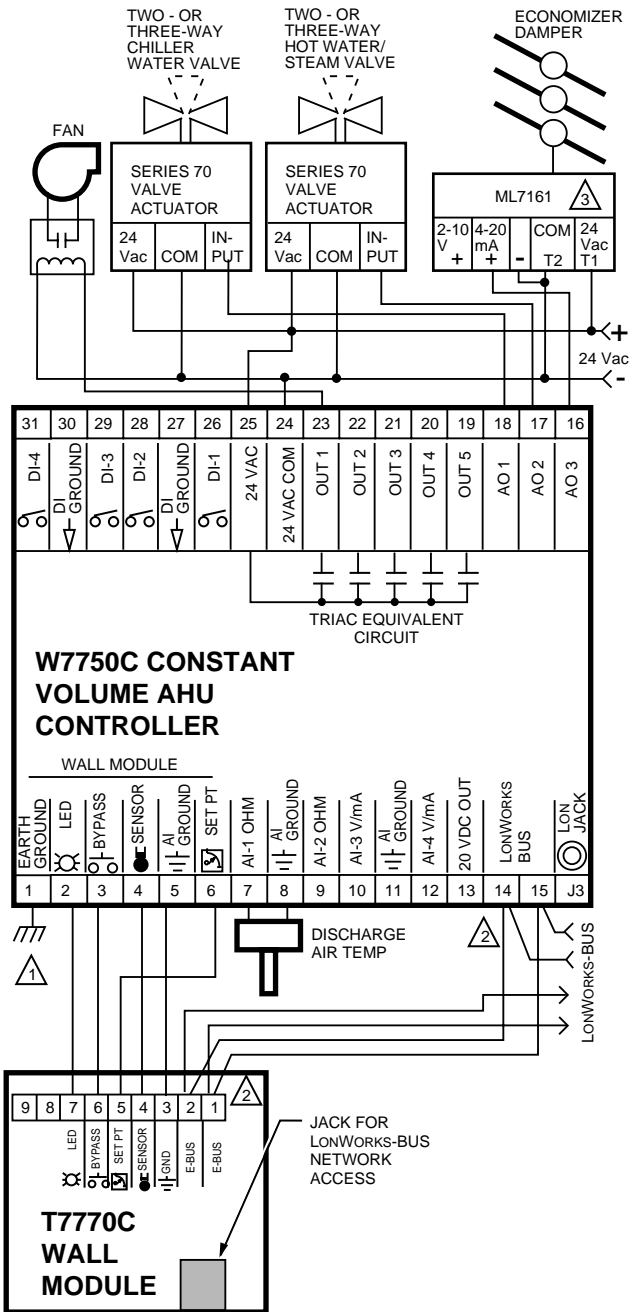 TWO - OR
THREE-WAY
CHILLER
WATER VALVE
TWO - OR
THREE-WAY
HOT WATER/
STEAM VALVE
ECONOMIZER
DAMPER
FAN
SERIES 70
VALVE
ACTUATOR
24
Vac
COM
IN-
PUT
SERIES 70
VALVE
ACTUATOR
24
Vac
COM
IN-
PUT
ML7161
3
2-10
V
+
4-20
mA
+
-
COM
T2
24
Vac
T1
+
24 Vac
-
31 30 29 28 27 26 25 24 23 22 21 20 19 18 17 16
DI-4
DI
GROUND
DI-3
DI-2
DI
GROUND
DI-1
24 VAC
24 VAC COM
OUT 1
OUT 2
OUT 3
OUT 4
OUT 5
AO 1
AO 2
AO 3
TRIAC EQUIVALENT
CIRCUIT
W7750C CONSTANT
VOLUME AHU
CONTROLLER
WALL MODULE
EARTH
GROUND
LED
BYPASS
SENSOR
AI
GROUND
SET PT
AI-1 OHM
AI
GROUND
AI-2 OHM
AI-3 V/mA
AI
GROUND
AI-4 V/mA
20 VDC OUT
LONWORKS
BUS
LON
JACK
1 2 3 4 5 6 7 8 9 10 11 12 13 14 15 J3
1
DISCHARGE
AIR TEMP
2
LONWORKS-BUS
9 8 7 6 5 4 3 2 1
2
LED
BYPASS
SET PT
SENSOR
GND
E-BUS
E-BUS
JACK FOR
LONWORKS-BUS
NETWORK
ACCESS
T7770C
WALL
MODULE